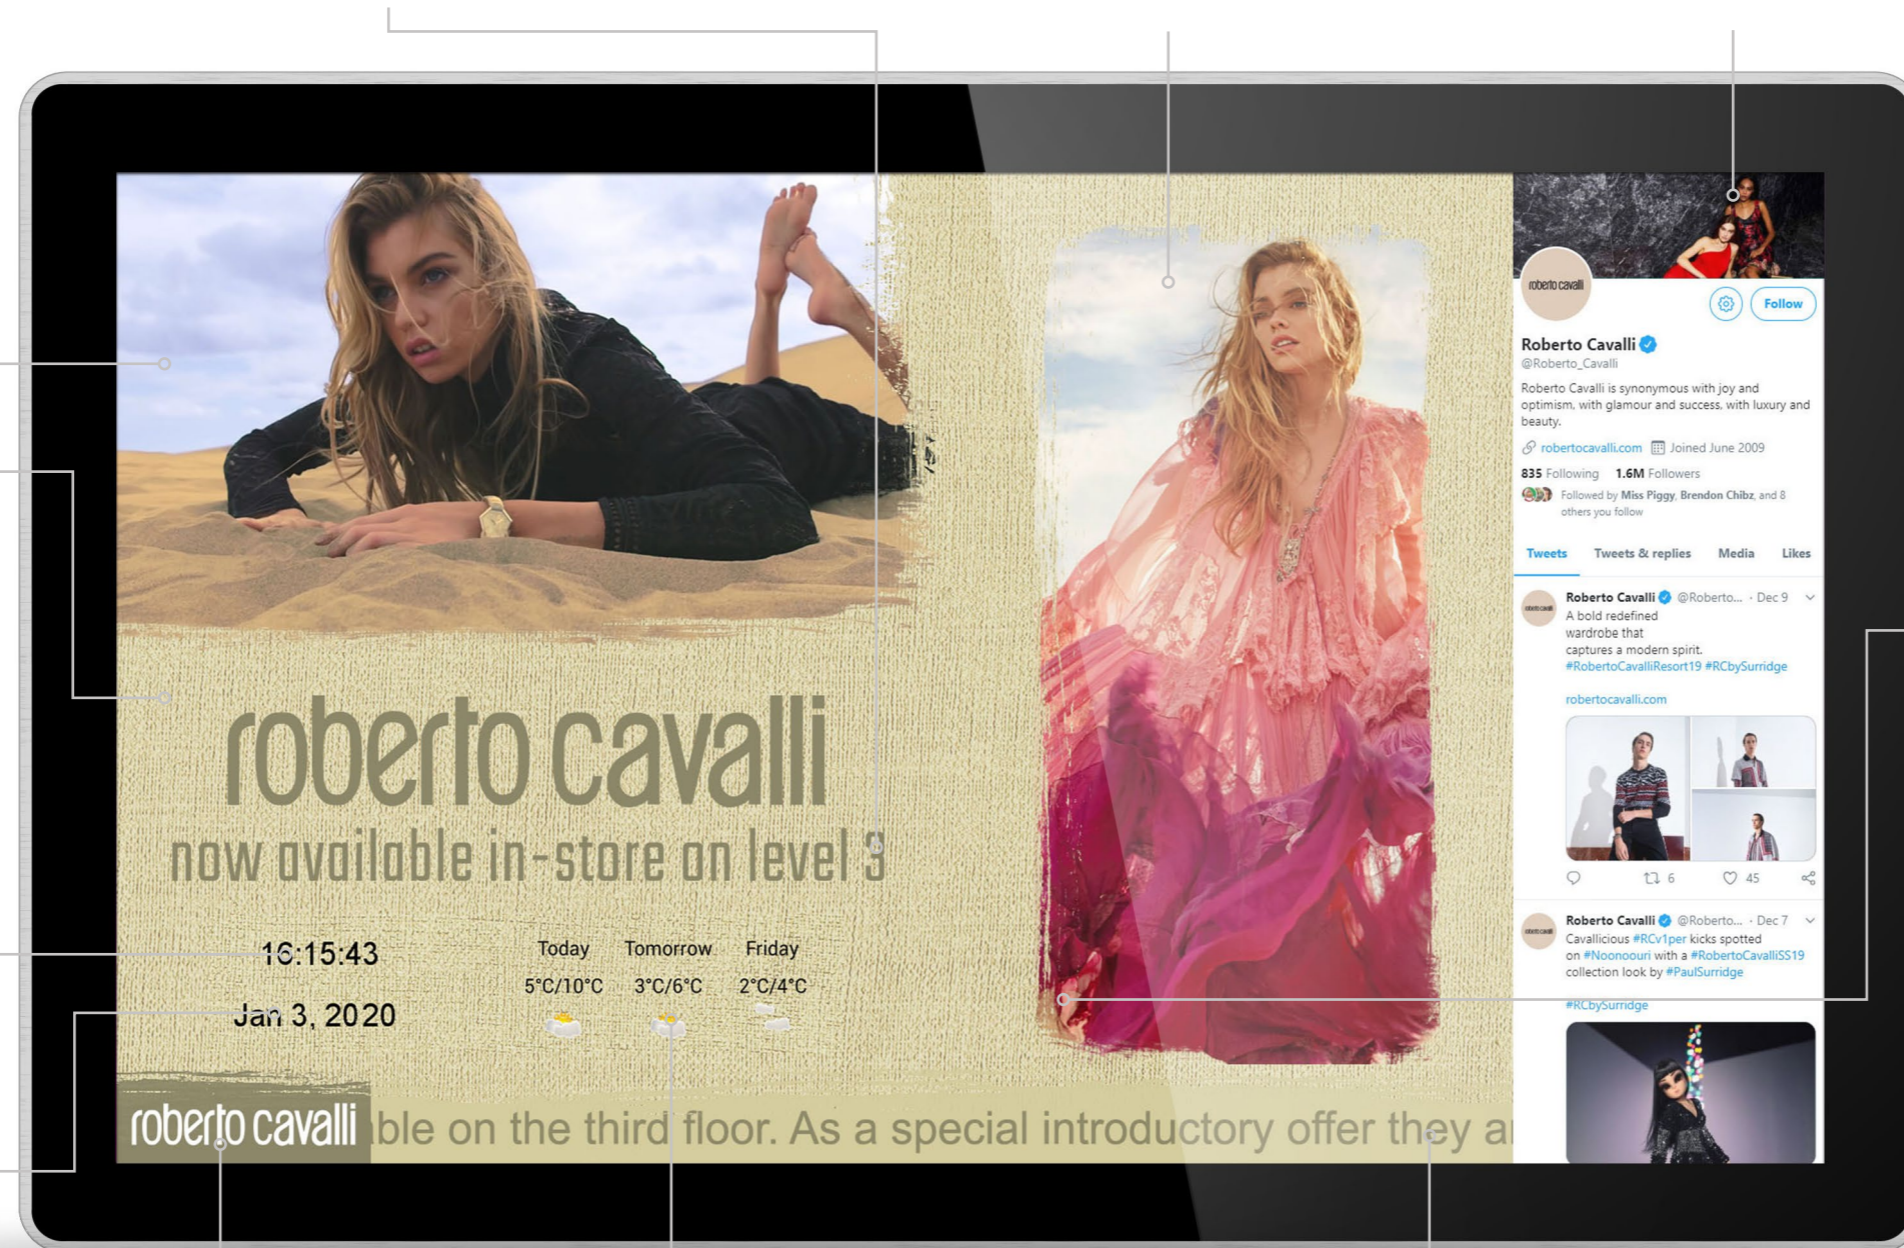 roberto cavalli
now available in-store on level 3
16:15:43
Jan 3, 2020
Today Tomorrow Friday
5°C/10°C 3°C/6°C 2°C/4°C
roberto cavalli
ble on the third floor. As a special introductory offer they
roberto cavalli
Follow
Roberto Cavalli
@Roberto_Cavalli
Roberto Cavalli is synonymous with joy and
optimism, with glamour and success, with luxury and
beauty.
robertocavalli.com Joined June 2009
835 Following 1.6M Followers
Followed by Miss Piggy, Brendon Chibz, and 8
others you follow
Tweets Tweets & replies Media Likes
Roberto Cavalli @Roberto... · Dec 9
A bold redefined
wardrobe that
captures a modern spirit.
#RobertoCavalliResort19 #RCbySurridge
robertocavalli.com
6 45
Roberto Cavalli @Roberto... · Dec 7
Cavallicious #RCv1per kicks spotted
on #Noonoouri with a #RobertoCavalliSS19
collection look by #PaulSurridge
#RCbySurridge